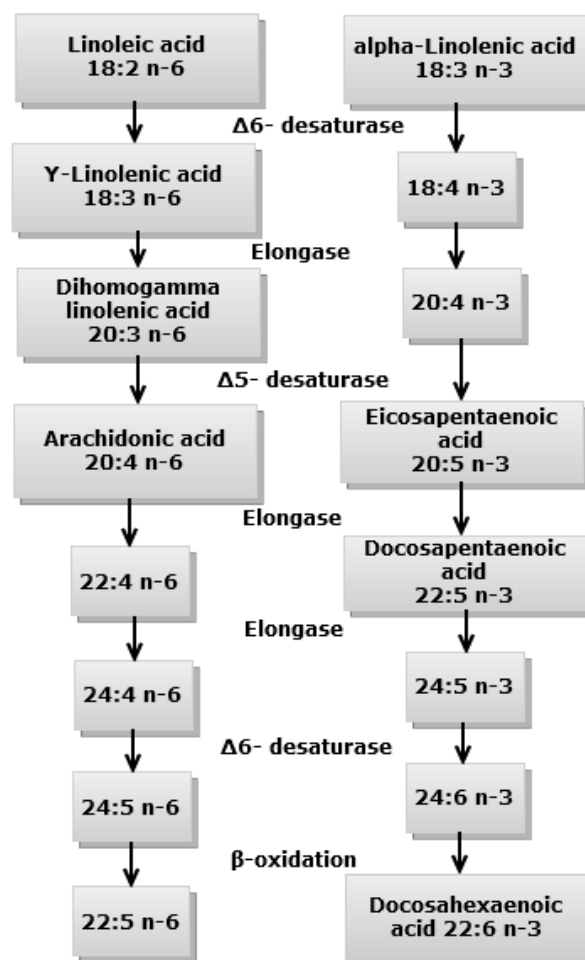 Linoleic acid
18:2 n-6
alpha-Linolenic acid
18:3 n-3
Δ6- desaturase
Y-Linolenic acid
18:3 n-6
18:4 n-3
Elongase
Dihomogamma
linolenic acid
20:3 n-6
20:4 n-3
Δ5- desaturase
Arachidonic acid
20:4 n-6
Eicosapentaenoic
acid
20:5 n-3
Elongase
22:4 n-6
Docosapentaenoic
acid
22:5 n-3
Elongase
24:4 n-6
24:5 n-3
Δ6- desaturase
24:5 n-6
24:6 n-3
β-oxidation
22:5 n-6
Docosahexaenoic
acid 22:6 n-3